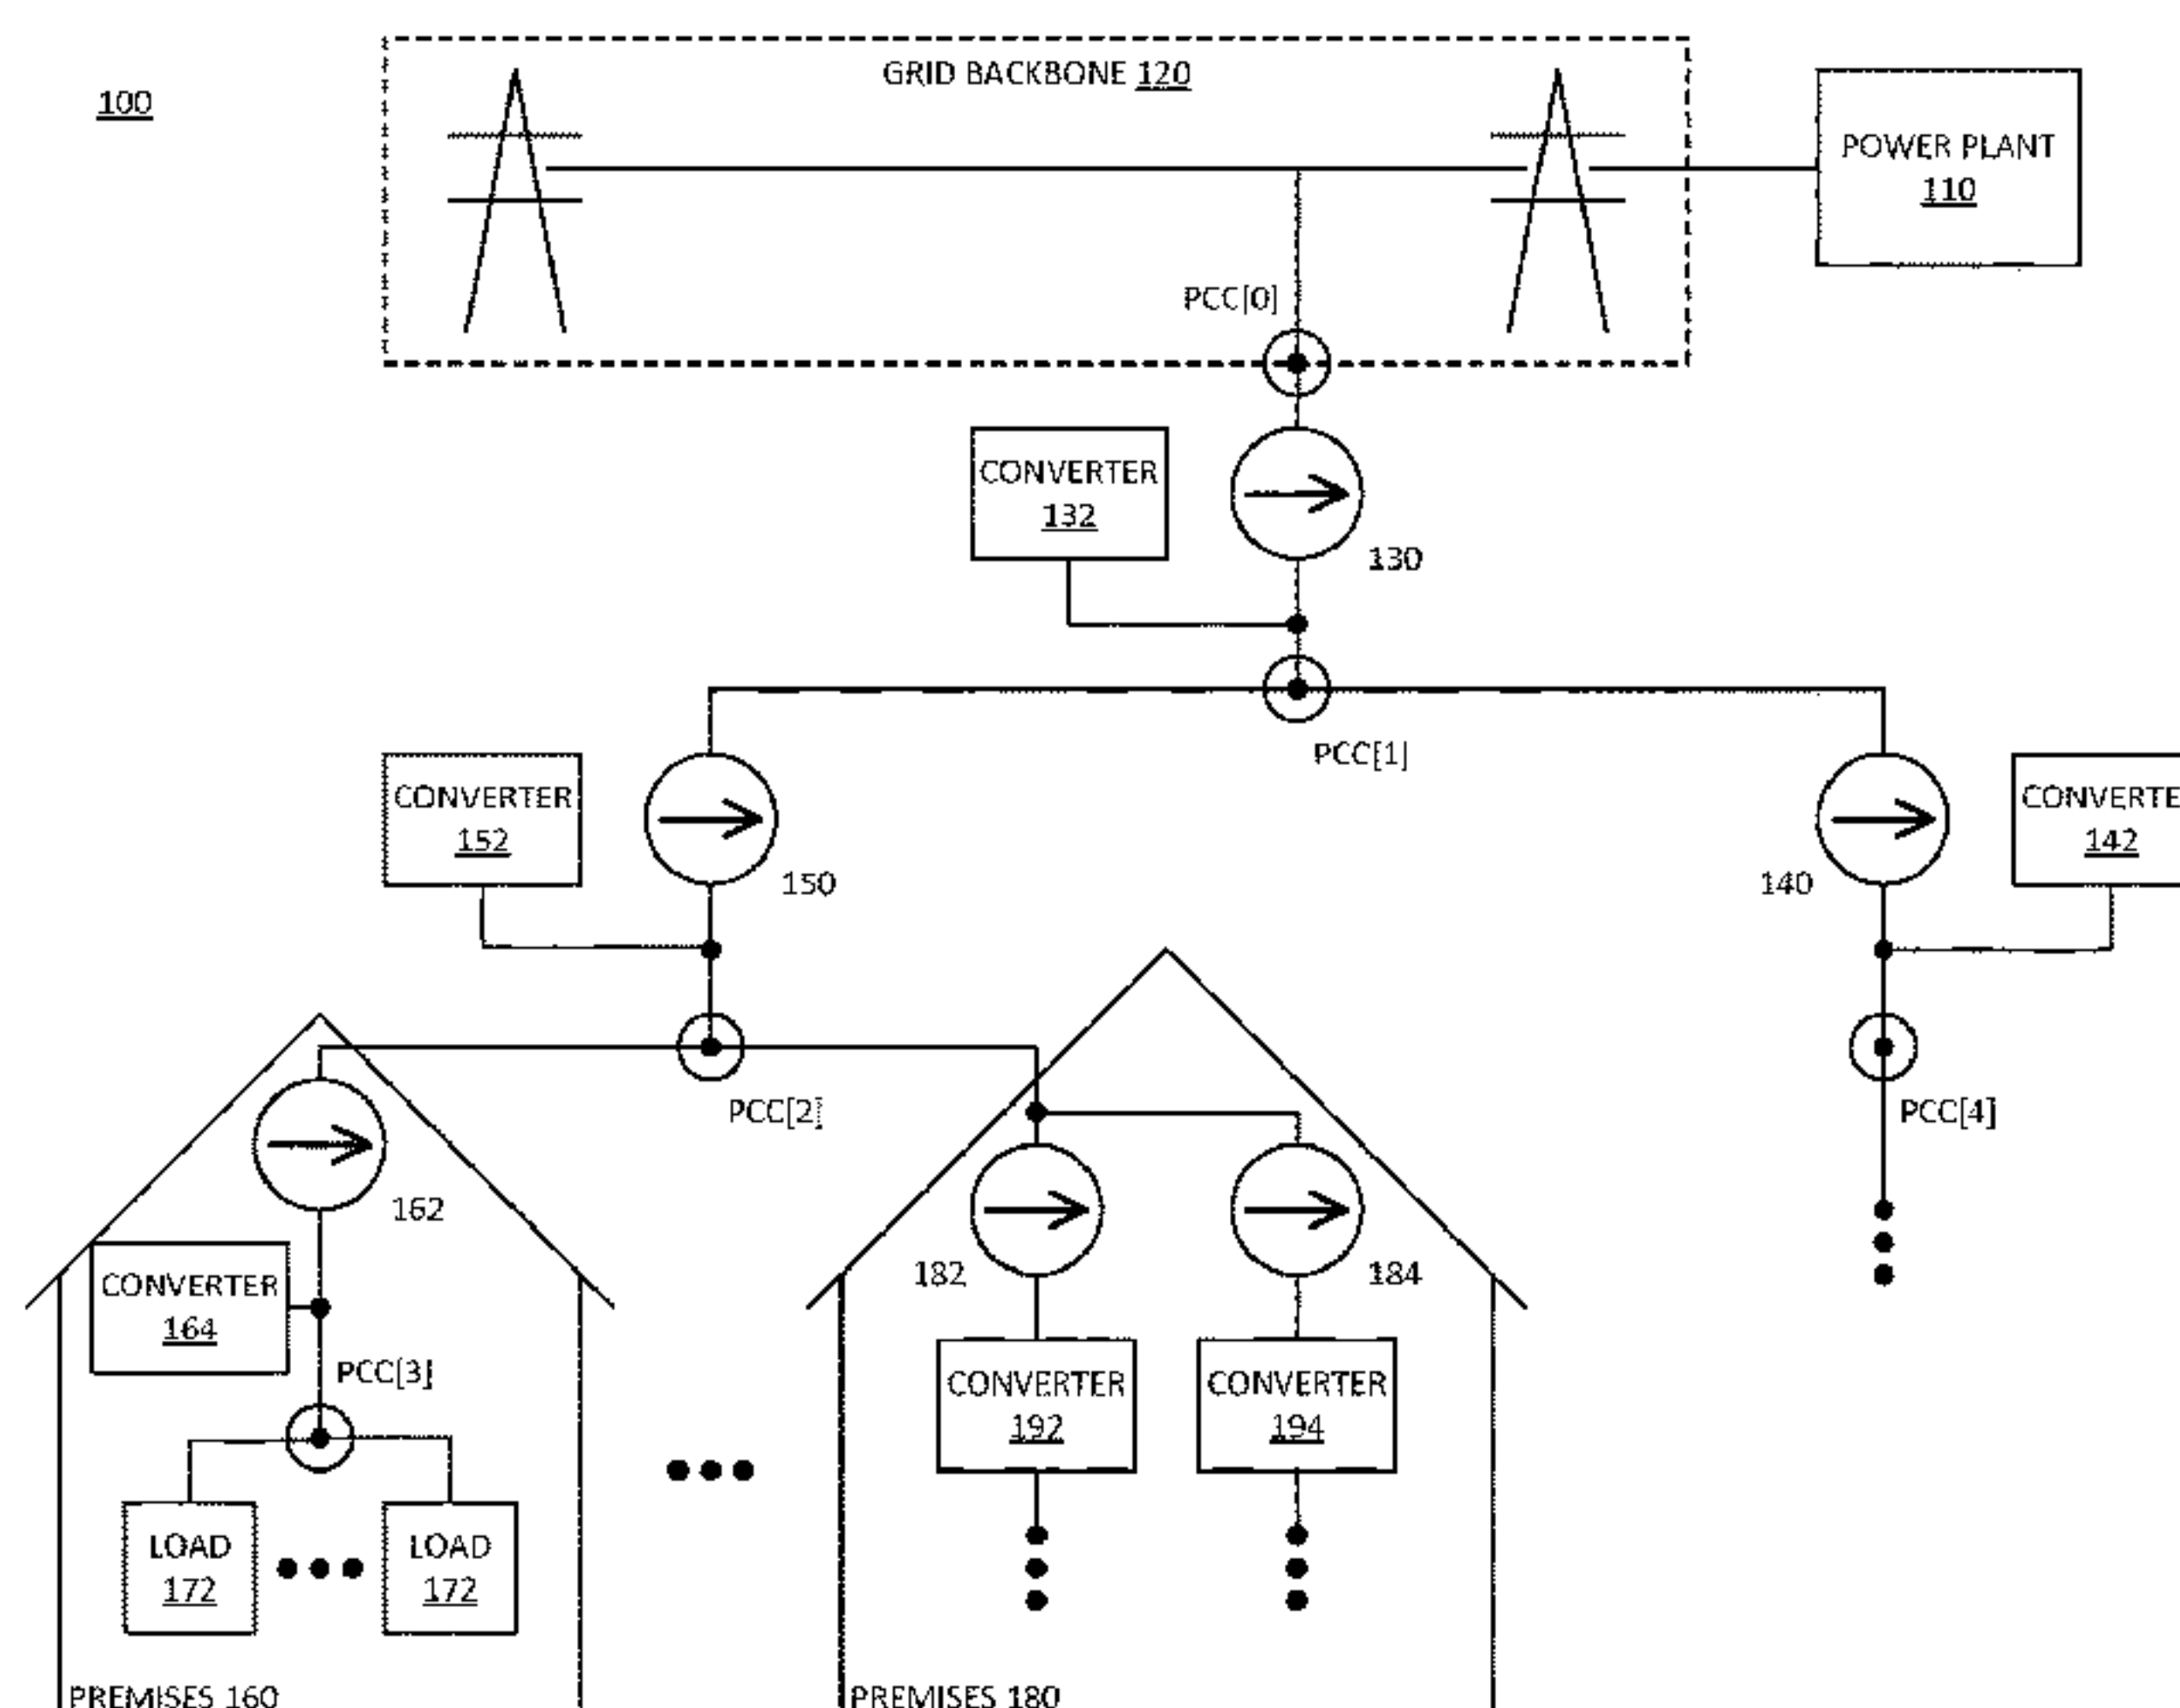 GRID BACKBONE 120
100
POWER PLANT
110
PCC[0]
CONVERTER
132
130
PCC[1]
CONVERTER
152
150
CONVERTE
142
140
PCC[2]
PCC[4]
162
182
184
CONVERTER
164
PCC[3]
CONVERTER
192
CONVERTER
194
LOAD
172
LOAD
172
PREMISES 160
PREMISES 180